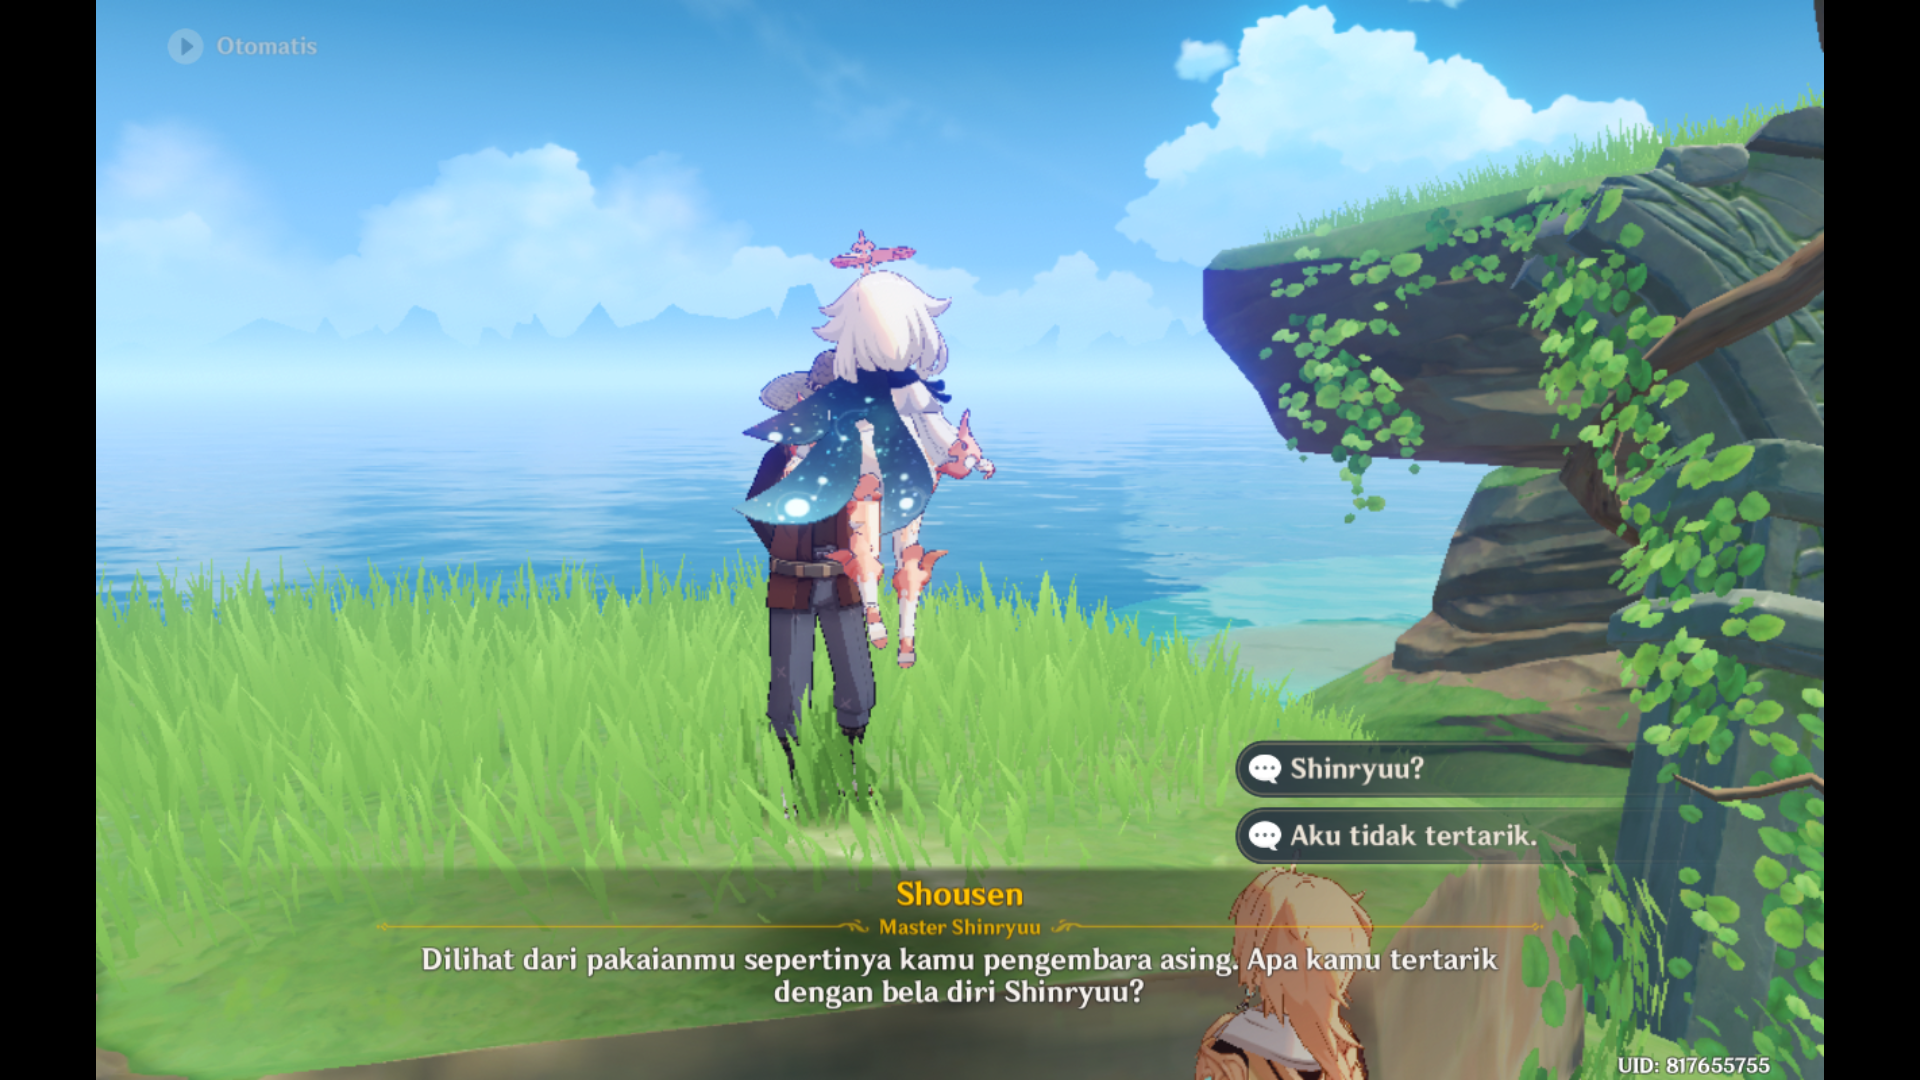 Otomatis
Shinryuu?
Aku tidak tertarik.
Shousen
Master Shinryuu
Dilihat dari pakaianmu sepertinya kamu pengembara asing. Apa kamu tertarik
dengan bela diri Shinryuu?
UID: 817655755